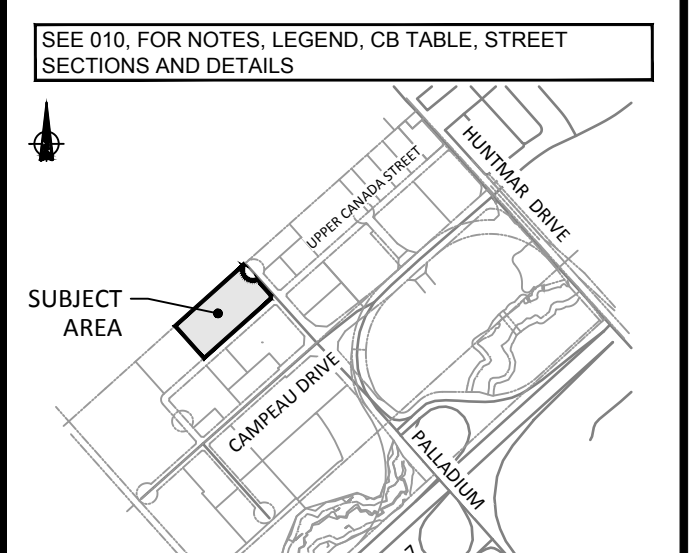 SEE 010, FOR NOTES, LEGEND, CB TABLE, STREET
SECTIONS AND DETAILS
HUNTMAR DRIVE
UPPER CANADA STREET
SUBJECT
AREA
CAMPEAU DRIVE
PALLADIUM